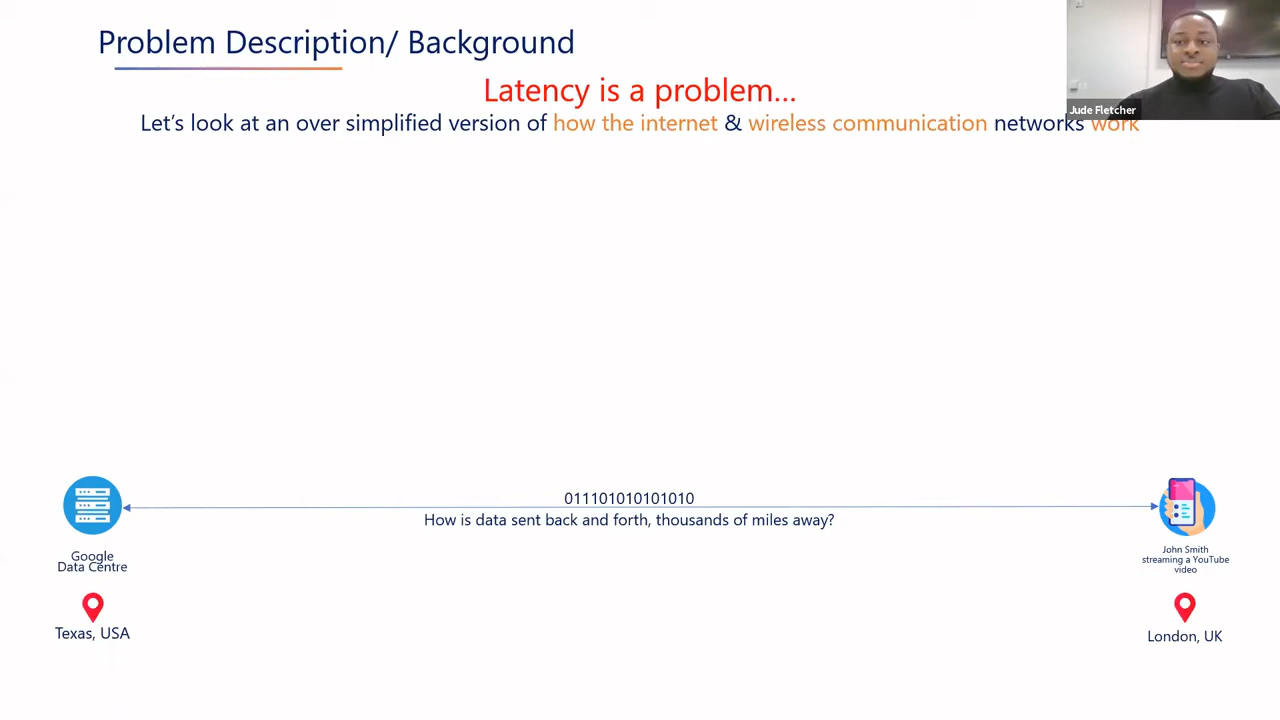 Problem Description/ Background
Latency is a problem...
Let's look at an over simplified version of how the internet & wireless communication networks work
Jude Fletcher
011101010101010
How is data sent back and forth, thousands of miles away?
Google
Data Centre
Texas, USA
John Smith
streaming a YouTube
video
London, UK